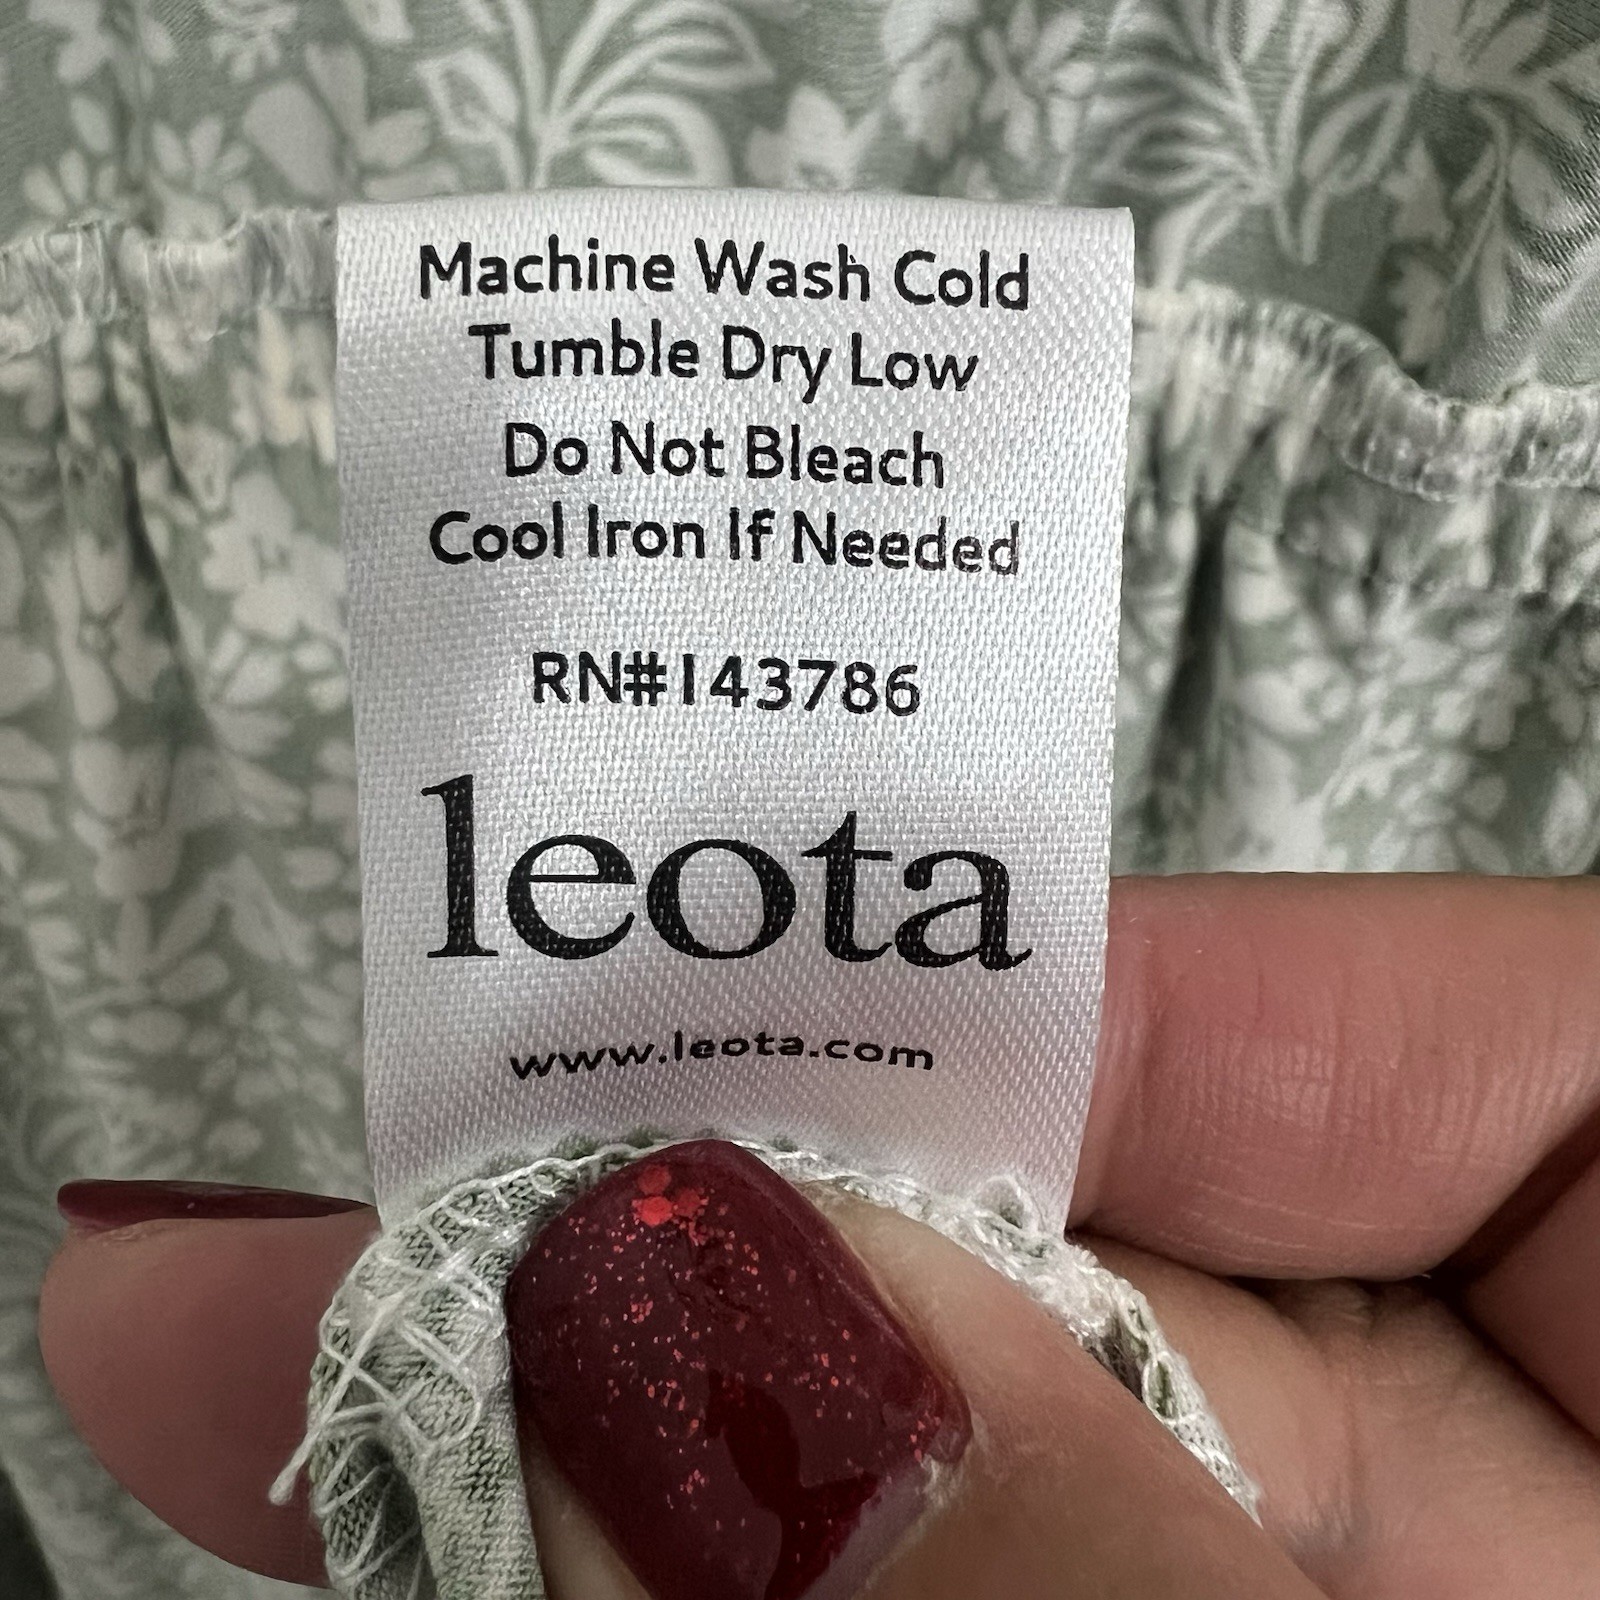 Machine Wash Cold
Tumble Dry Low
Do Not Bleach
Cool Iron If Needed
RN#143786
leota
www.leota.com